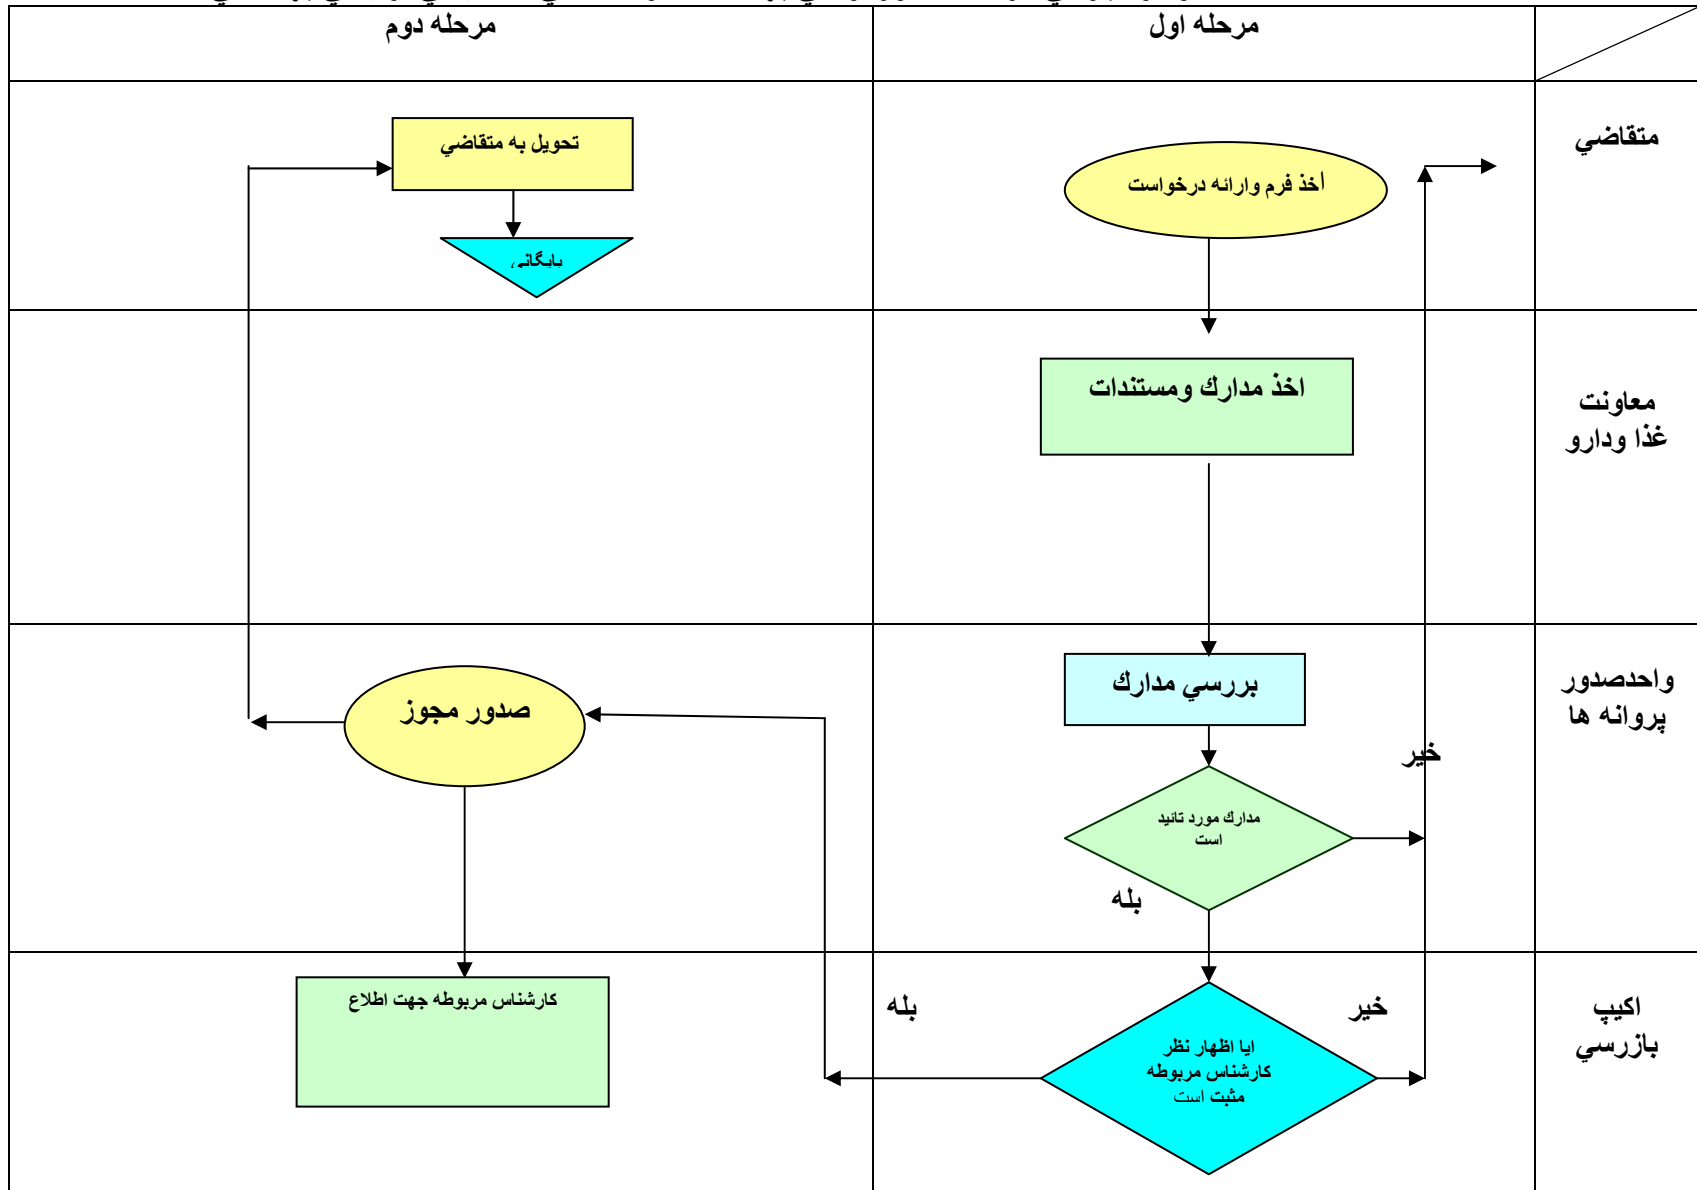 مرحله اول
مرحله دوم
متقاضي
أخذ فرم وارائه درخواست
تحويل به متقاضي
بايگاني
معاونت
غذا ودارو
اخذ مدارك ومستندات
واحدصدور
پروانه ها
بررسي مدارك
خير
مدارك مورد تائيد
است
بله
صدور مجوز
اكيپ
بازرسي
خير
ايا اظهار نظر
كارشناس مربوطه
مثبت است
بله
كارشناس مربوطه جهت اطلاع